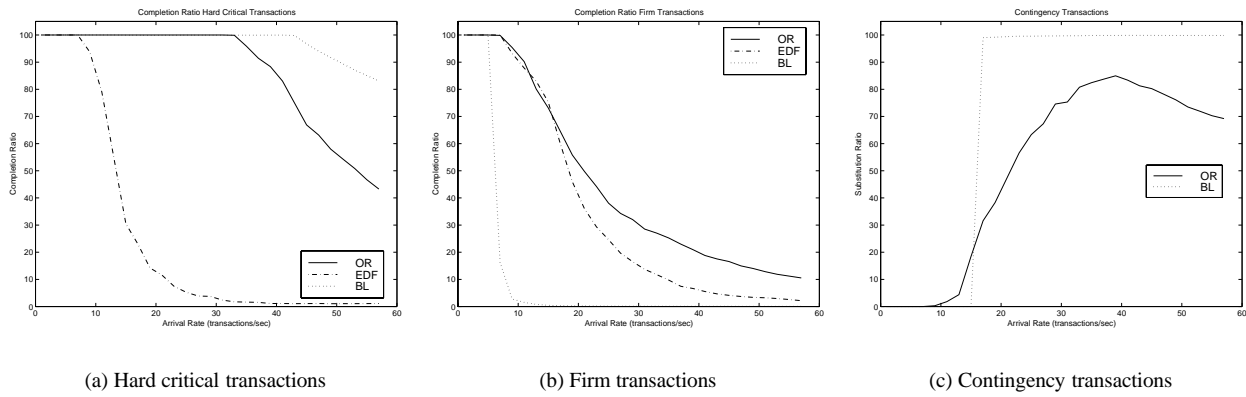 Completion Ratio Hard Critical Transactions
100
90
80
70
60
50
40
30
20
10
0
Completion Ratio
0 10 20 30 40 50 60
Arrival Rate (transactions/sec)
OR
EDF
BL
(a) Hard critical transactions
Completion Ratio Firm Transactions
100
90
80
70
60
50
40
30
20
10
0
Completion Ratio
0 10 20 30 40 50 60
Arrival Rate (transactions/sec)
OR
EDF
BL
(b) Firm transactions
Contingency Transactions
100
90
80
70
60
50
40
30
20
10
0
Substitution Ratio
0 10 20 30 40 50 60
Arrival Rate (transactions/sec)
OR
BL
(c) Contingency transactions